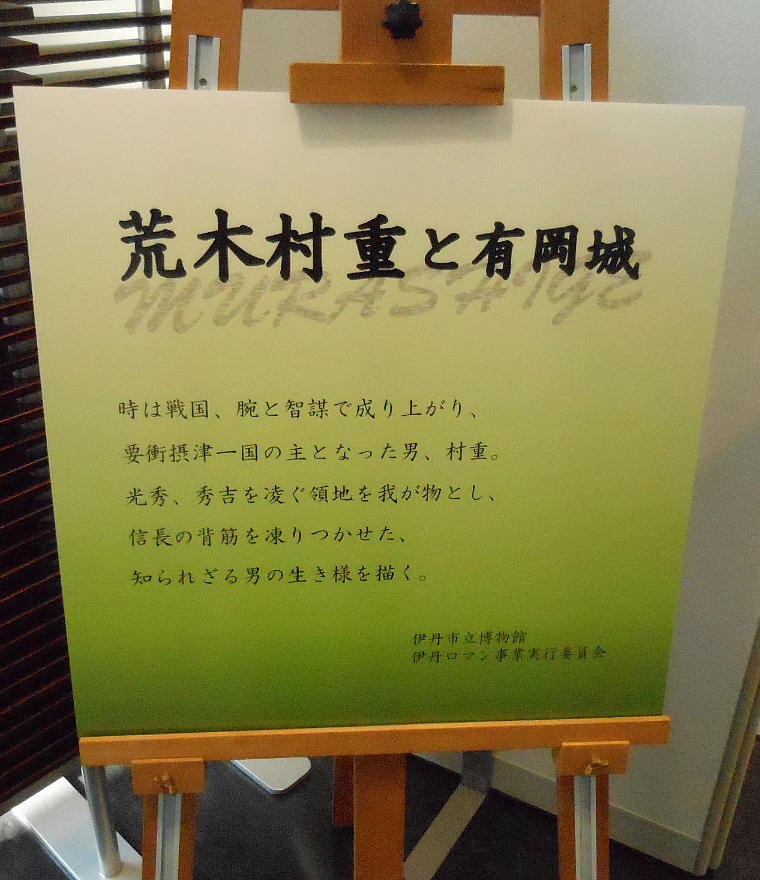 荒木村重と有岡城
MURASHIGE
時は戦国、腕と智謀で成り上がり、
要衝摂津一国の主となった男、村重。
光秀、秀吉を凌ぐ領地を我が物とし、
信長の背筋を凍りつかせた、
知られざる男の生き様を描く。
伊丹市立博物館
伊丹ロマン事業実行委員会